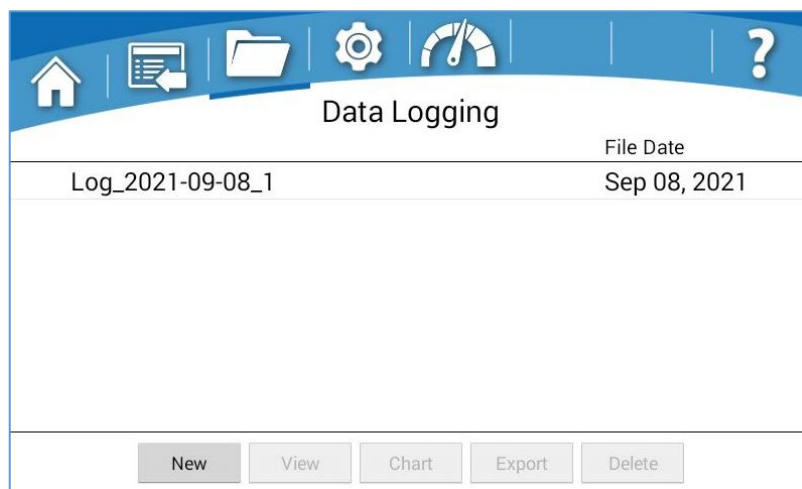 ?
Data Logging
File Date
Log_2021-09-08_1 Sep 08, 2021
New View Chart Export Delete